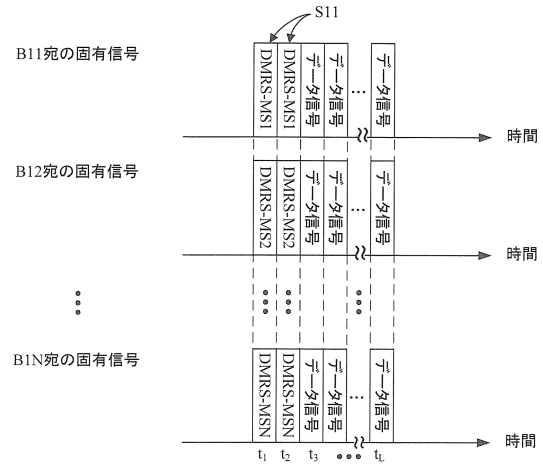 S11
B11宛の固有信号
DMRS-MS1
DMRS-MS1
データ信号
データ信号
…
データ信号
時間
B12宛の固有信号
DMRS-MS2
DMRS-MS2
データ信号
データ信号
…
データ信号
時間
B1N宛の固有信号
DMRS-MSN
DMRS-MSN
データ信号
データ信号
…
データ信号
時間
t1 t2 t3 … tL